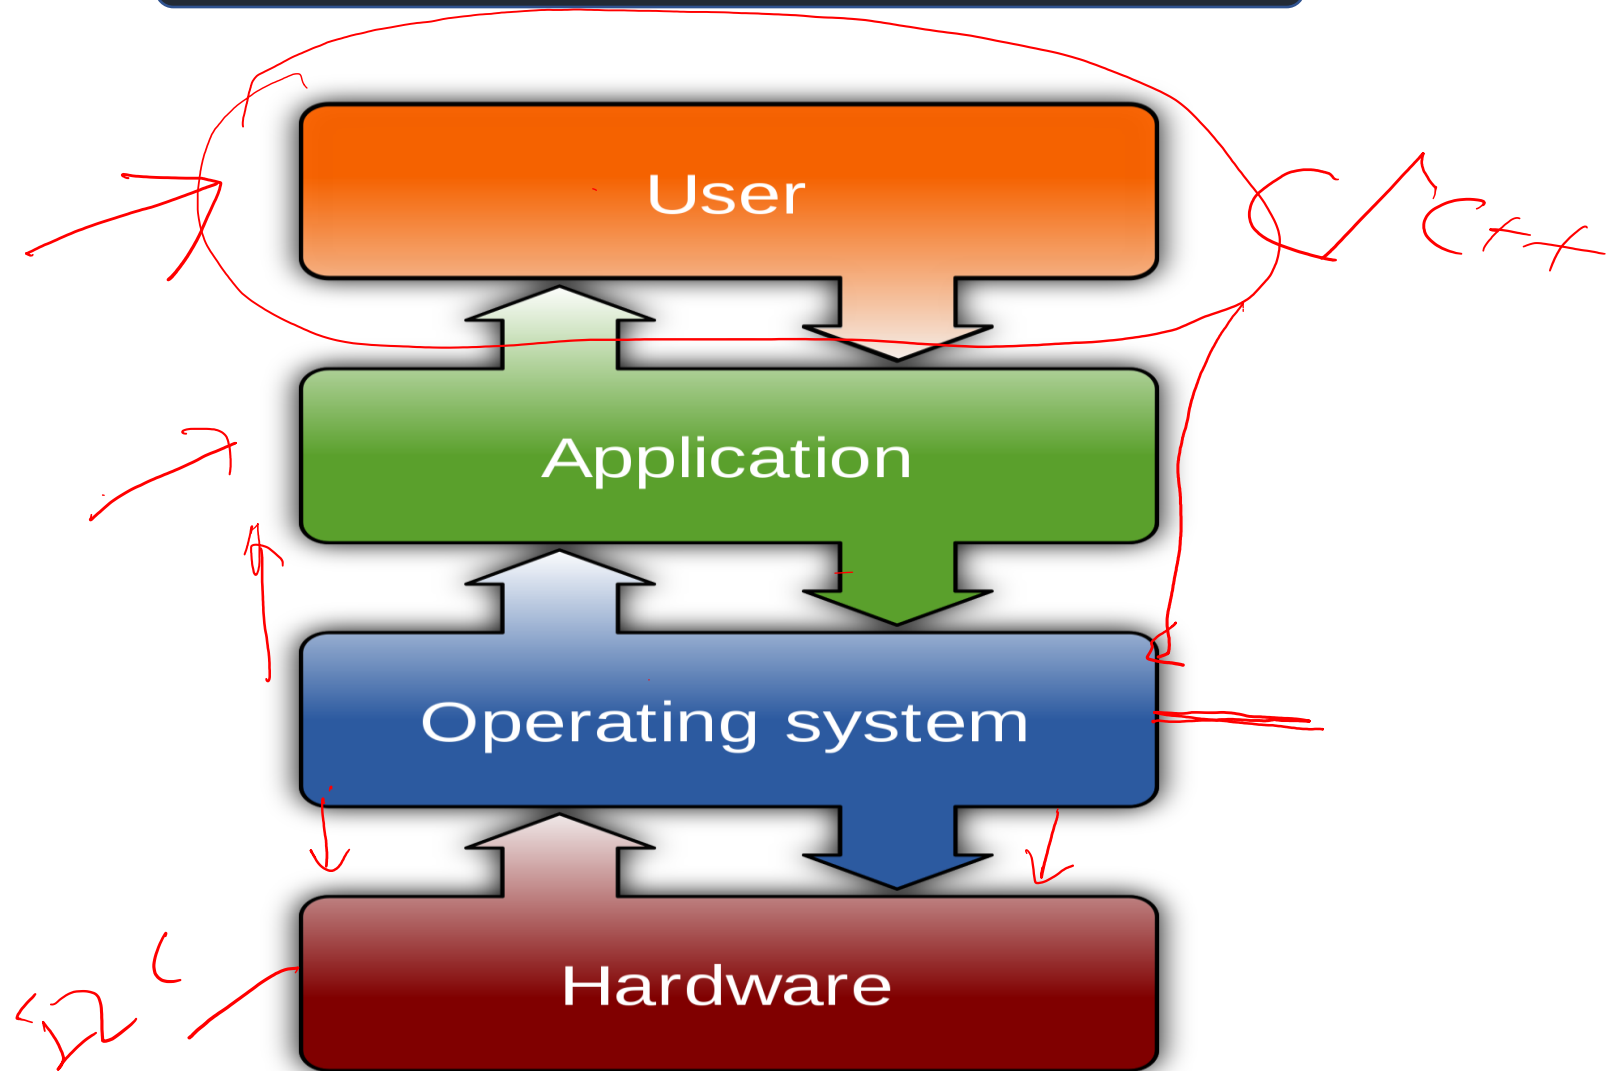 User
C/C++
Application
Operating system
Hardware